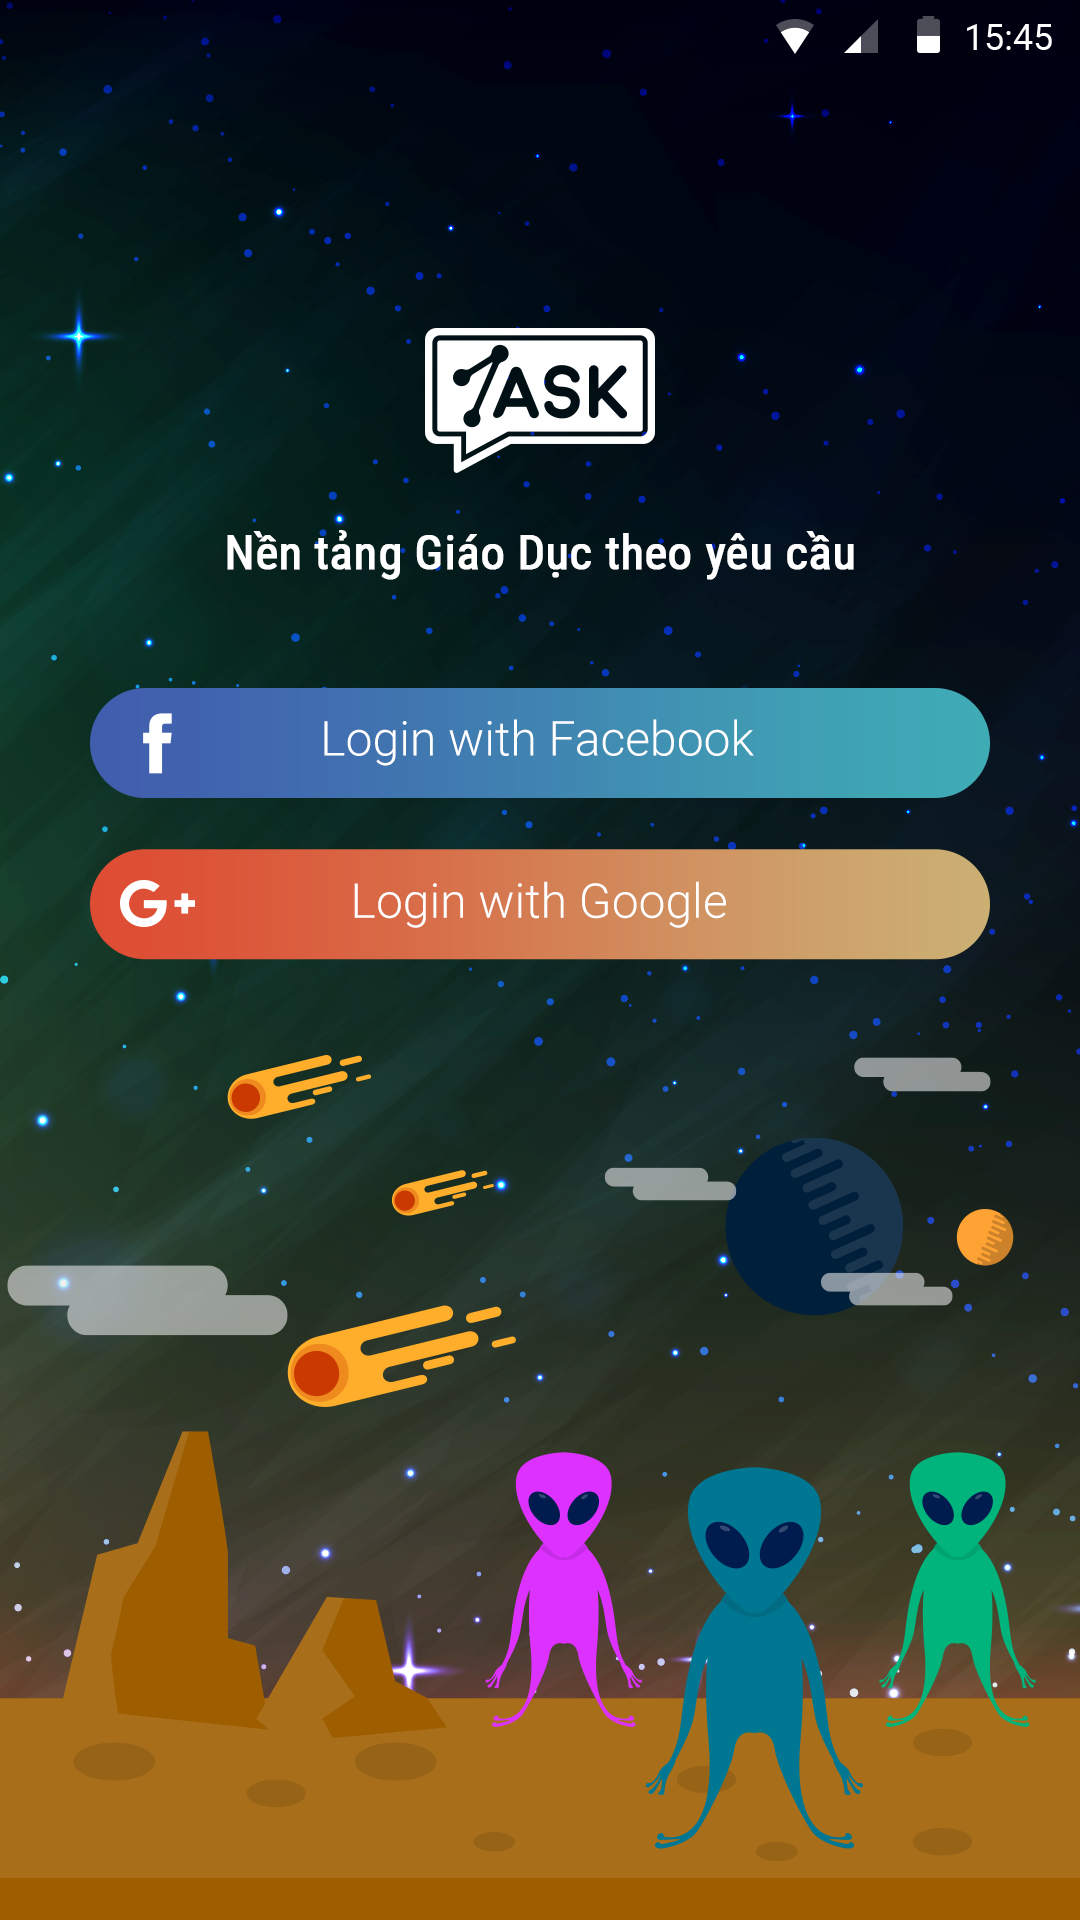 15:45
ASK
Nền tảng Giáo Dục theo yêu cầu
f Login with Facebook
G+ Login with Google